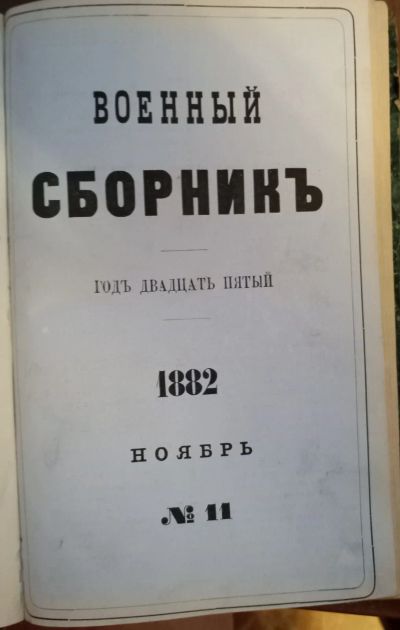 ВОЕННЫЙ
СБОРНИКЪ
ГОДЪ ДВАДЦАТЬ ПЯТЫЙ
1882
НОЯБРЬ
№ 11